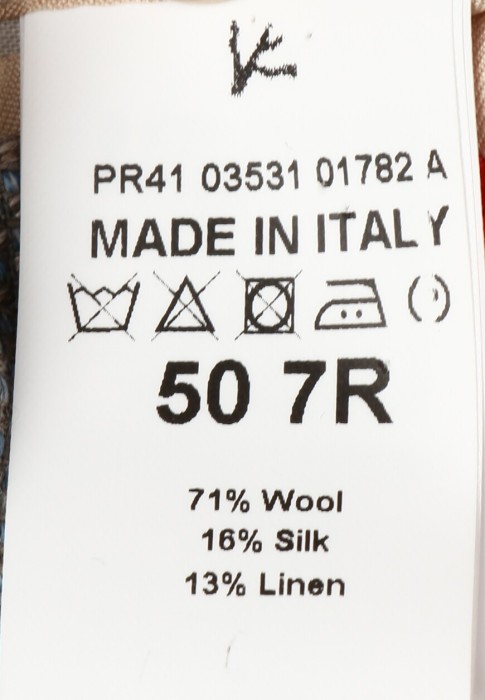 PR41 03531 01782 A
MADE IN ITALY
50 7R
71% Wool
16% Silk
13% Linen